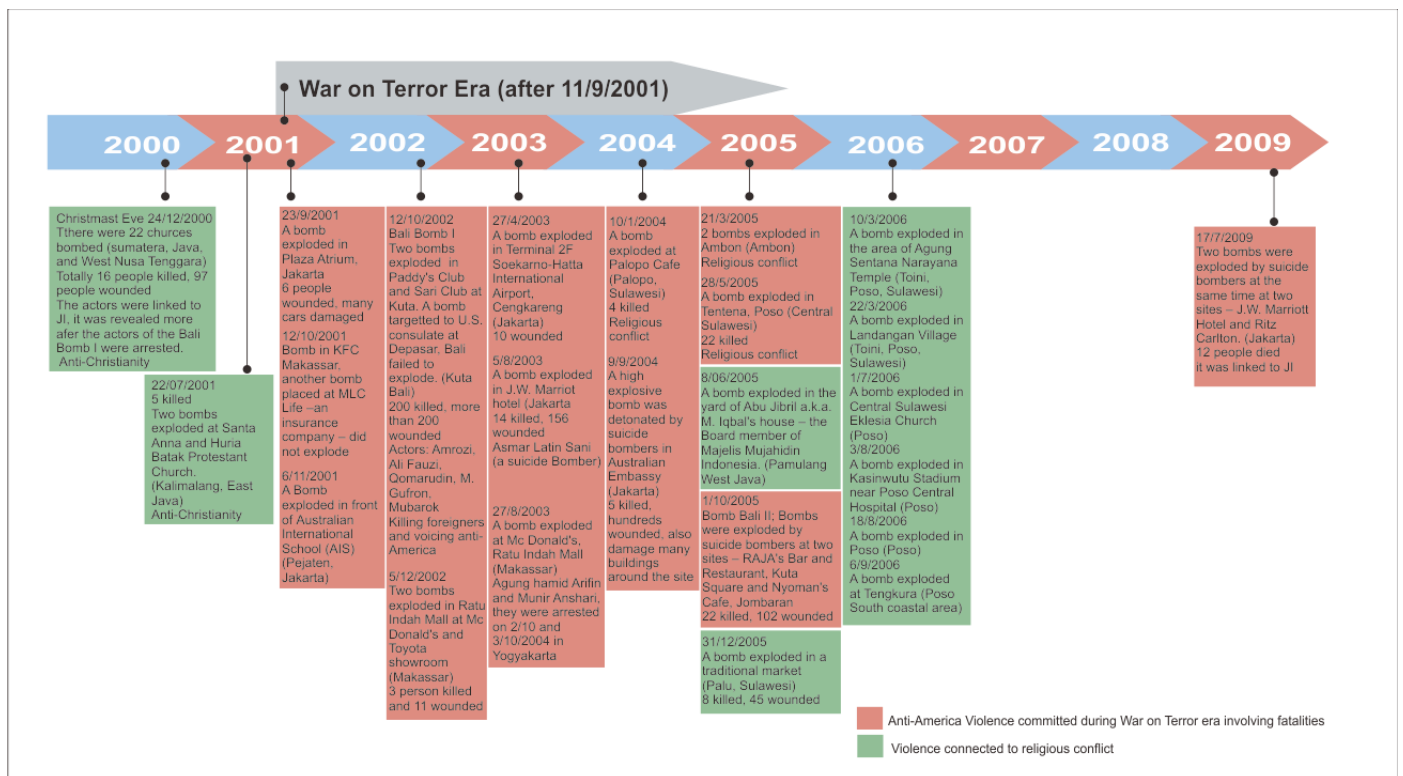 War on Terror Era (after 11/9/2001)
2000
2001
2002
2003
2004
2005
2006
2007
2008
2009
Christmast Eve 24/12/2000
Tthere were 22 churces
bombed (sumatera, Java,
and West Nusa Tenggara)
Totally 16 people killed, 97
people wounded
The actors were linked to
JI, it was revealed more
afer the actors of the Bali
Bomb I were arrested.
Anti-Christianity
22/07/2001
5 killed
Two bombs
exploded at Santa
Anna and Huria
Batak Protestant
Church.
(Kalimalang, East
Java)
Anti-Christianity
23/9/2001
A bomb
exploded in
Plaza Atrium,
Jakarta
6 people
wounded, many
cars damaged
12/10/2001
Bomb in KFC
Makassar,
another bomb
placed at MLC
Life –an
insurance
company – did
not explode
6/11/2001
A Bomb
exploded in front
of Australian
International
School (AIS)
(Pejaten,
Jakarta)
12/10/2002
Bali Bomb I
Two bombs
exploded in
Paddy's Club
and Sari Club at
Kuta. A bomb
targetted to U.S.
consulate at
Depasar, Bali
failed to
explode. (Kuta
Bali)
200 killed, more
than 200
wounded
Actors: Amrozi,
Ali Fauzi,
Qomarudin, M.
Gufron,
Mubarok
Killing foreigners
and voicing anti-
America
5/12/2002
Two bombs
exploded in Ratu
Indah Mall at Mc
Donald's and
Toyota
showroom
(Makassar)
3 person killed
and 11 wounded
27/4/2003
A bomb exploded
in Terminal 2F
Soekarno-Hatta
International
Airport,
Cengkareng
(Jakarta)
10 wounded
5/8/2003
A bomb exploded
in J.W. Marriot
hotel (Jakarta
14 killed, 156
wounded
Asmar Latin Sani
(a suicide Bomber)
27/8/2003
A bomb exploded
at Mc Donald's,
Ratu Indah Mall
(Makassar)
Agung hamid Arifin
and Munir Anshari,
they were arrested
on 2/10 and
3/10/2004 in
Yogyakarta
10/1/2004
A bomb
exploded at
Palopo Cafe
(Palopo,
Sulawesi)
4 killed
Religious
conflict
9/9/2004
A high
explosive
bomb was
detonated by
suicide
bombers in
Australian
Embassy
(Jakarta)
5 killed,
hundreds
wounded, also
damage many
buildings
around the site
21/3/2005
2 bombs exploded in
Ambon (Ambon)
Religious conflict
28/5/2005
A bomb exploded in
Tentena, Poso (Central
Sulawesi)
22 killed
Religious conflict
8/06/2005
A bomb exploded in the
yard of Abu Jibril a.k.a.
M. Iqbal's house – the
Board member of
Majelis Mujahidin
Indonesia. (Pamulang
West Java)
1/10/2005
Bomb Bali II; Bombs
were exploded by
suicide bombers at two
sites – RAJA's Bar and
Restaurant, Kuta
Square and Nyoman's
Cafe, Jombaran
22 killed, 102 wounded
31/12/2005
A bomb exploded in a
traditional market
(Palu, Sulawesi)
8 killed, 45 wounded
10/3/2006
A bomb exploded in
the area of Agung
Sentana Narayana
Temple (Toini,
Poso, Sulawesi)
22/3/2006
A bomb exploded in
Landangan Village
(Toini, Poso,
Sulawesi)
1/7/2006
A bomb exploded in
Central Sulawesi
Eklesia Church
(Poso)
3/8/2006
A bomb exploded in
Kasinwutu Stadium
near Poso Central
Hospital (Poso)
18/8/2006
A bomb exploded in
Poso (Poso)
6/9/2006
A bomb exploded
at Tengkura (Poso
South coastal area)
17/7/2009
Two bombs were
exploded by suicide
bombers at the
same time at two
sites – J.W. Marriott
Hotel and Ritz
Carlton. (Jakarta)
12 people died
it was linked to JI
Anti-America Violence committed during War on Terror era involving fatalities
Violence connected to religious conflict